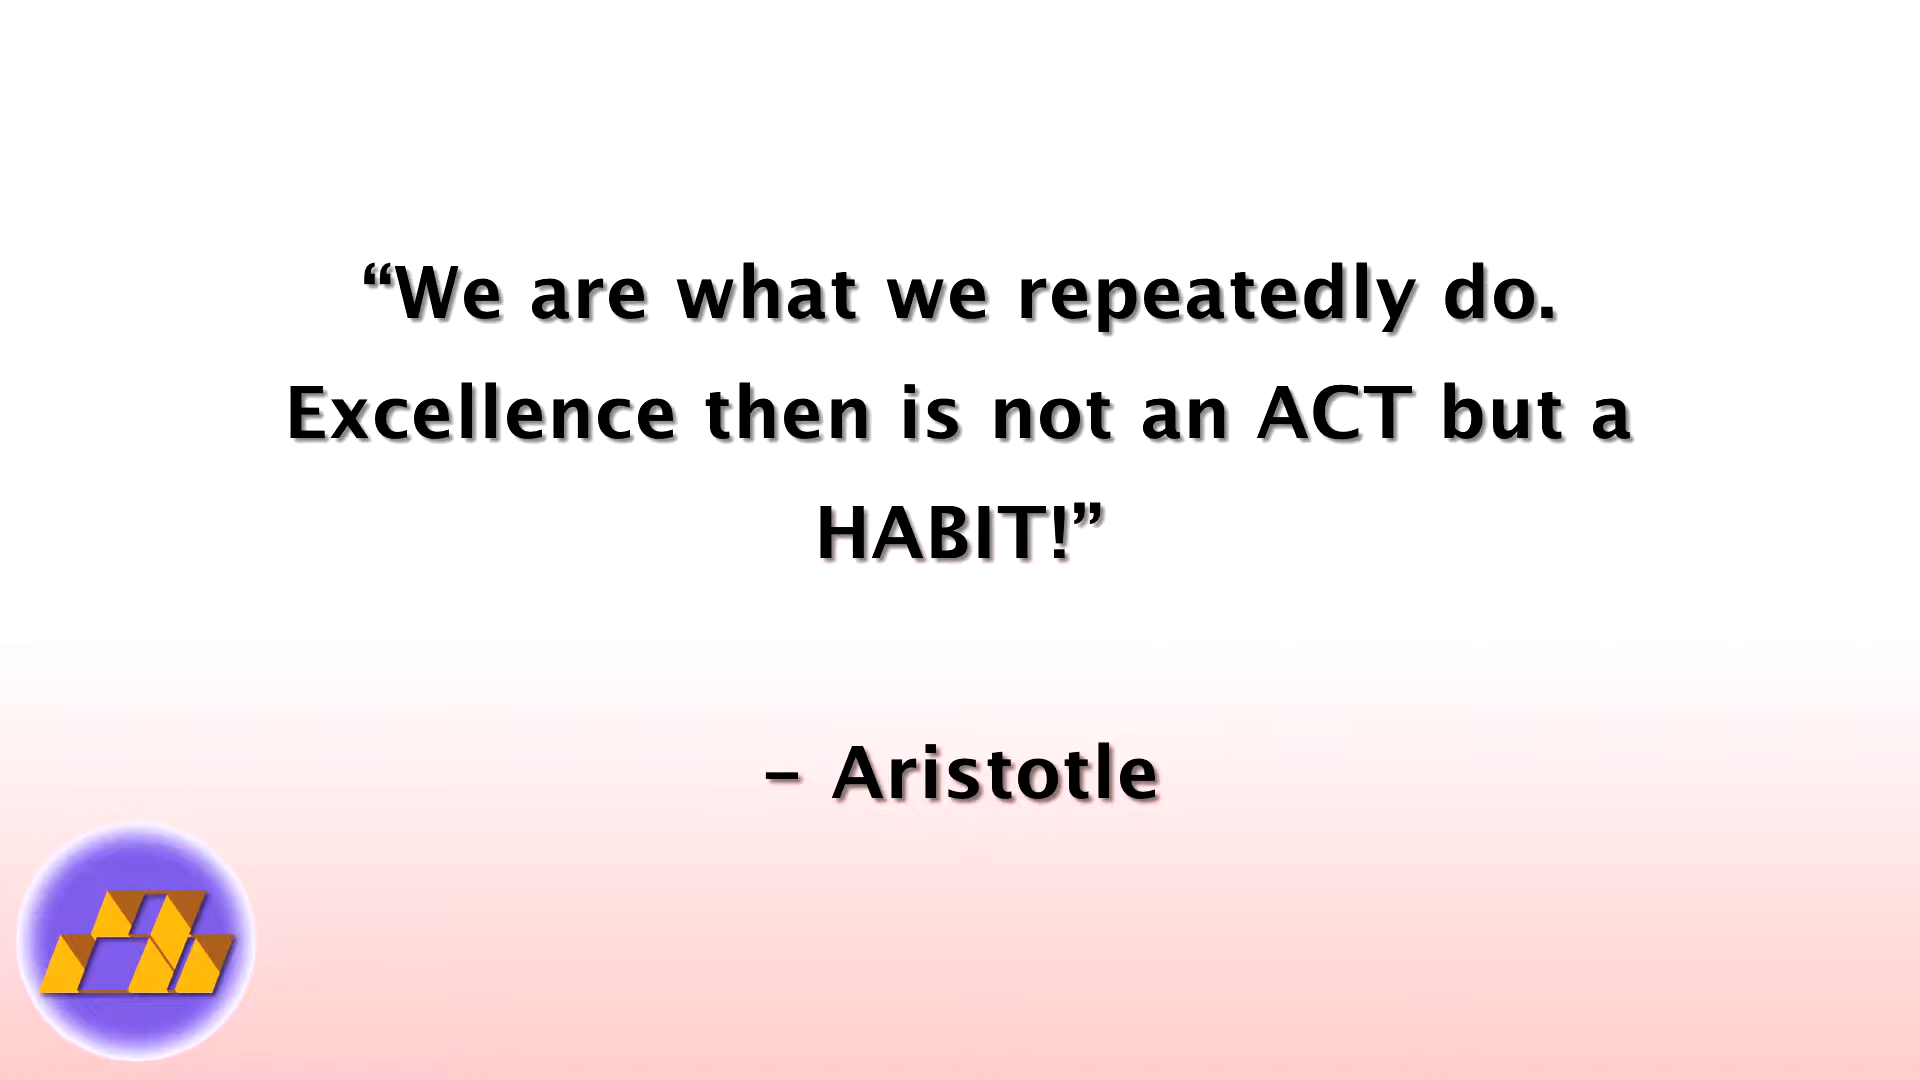 “We are what we repeatedly do.
Excellence then is not an ACT but a
HABIT!”
– Aristotle